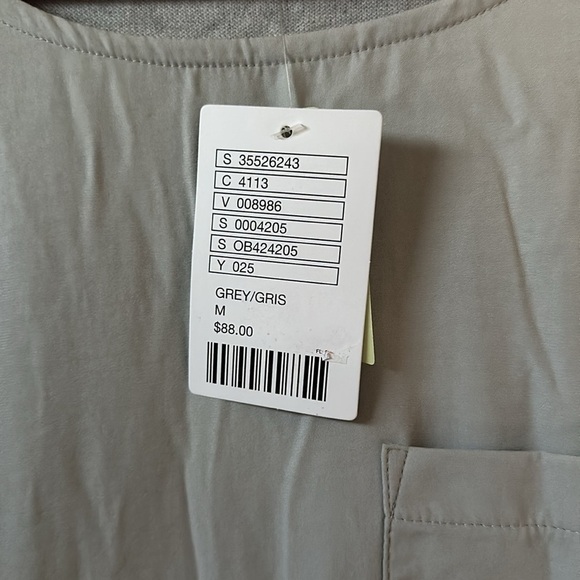 S 35526243
C 4113
V 008986
S 0004205
S OB424205
Y 025
GREY/GRIS
M
$88.00